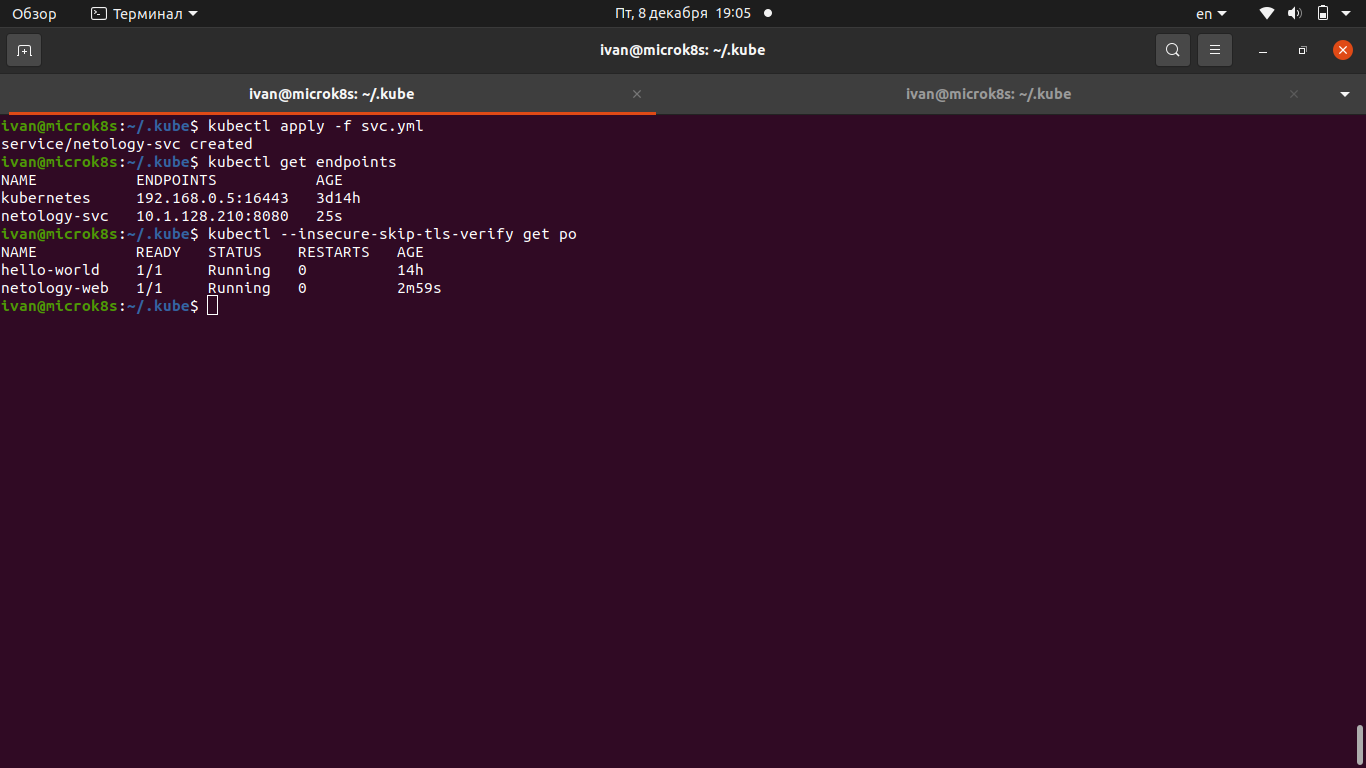 Обзор Терминал Пт, 8 декабря 19:05 en
ivan@microk8s: ~/.kube
ivan@microk8s: ~/.kube ivan@microk8s: ~/.kube
ivan@microk8s:~/.kube$ kubectl apply -f svc.yml
service/netology-svc created
ivan@microk8s:~/.kube$ kubectl get endpoints
NAME ENDPOINTS AGE
kubernetes 192.168.0.5:16443 3d14h
netology-svc 10.1.128.210:8080 25s
ivan@microk8s:~/.kube$ kubectl --insecure-skip-tls-verify get po
NAME READY STATUS RESTARTS AGE
hello-world 1/1 Running 0 14h
netology-web 1/1 Running 0 2m59s
ivan@microk8s:~/.kube$